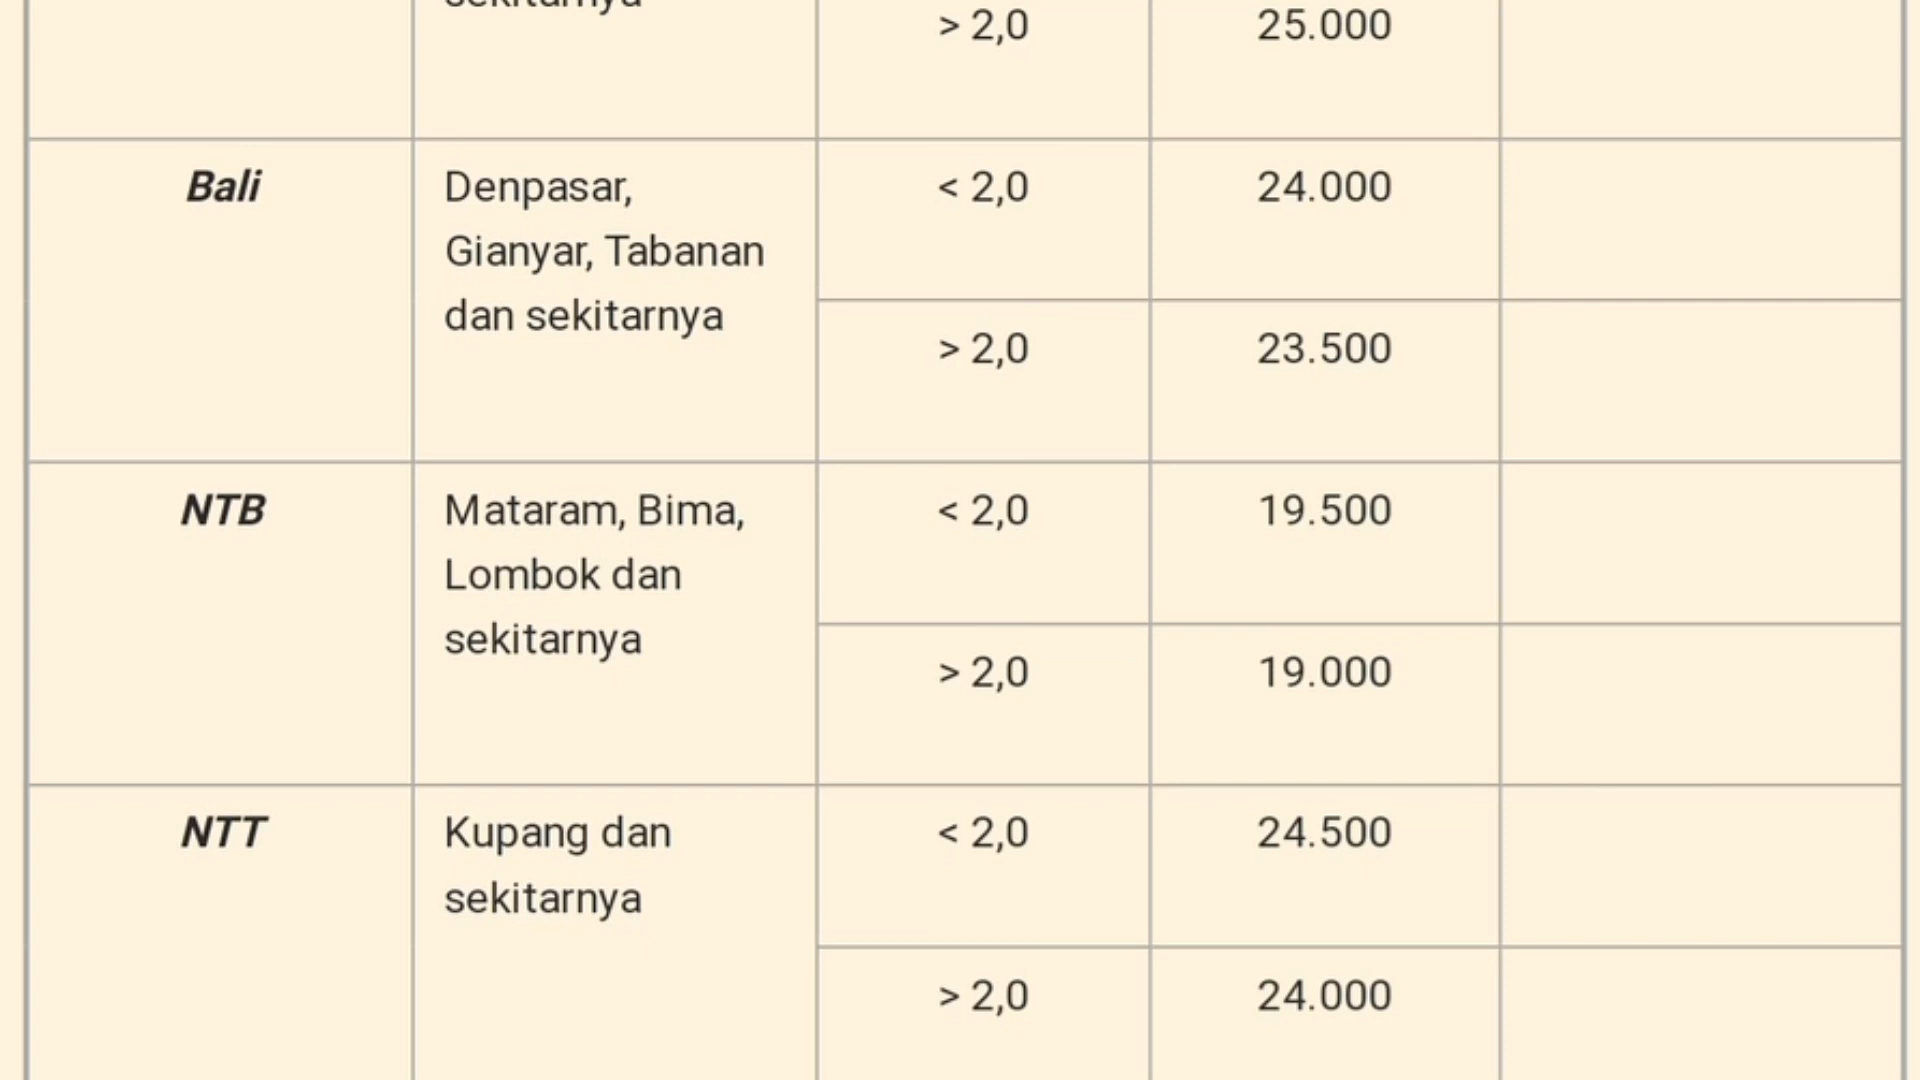 sekitarnya
> 2,0
25.000
Bali
Denpasar,
Gianyar, Tabanan
dan sekitarnya
< 2,0
24.000
> 2,0
23.500
NTB
Mataram, Bima,
Lombok dan
sekitarnya
< 2,0
19.500
> 2,0
19.000
NTT
Kupang dan
sekitarnya
< 2,0
24.500
> 2,0
24.000